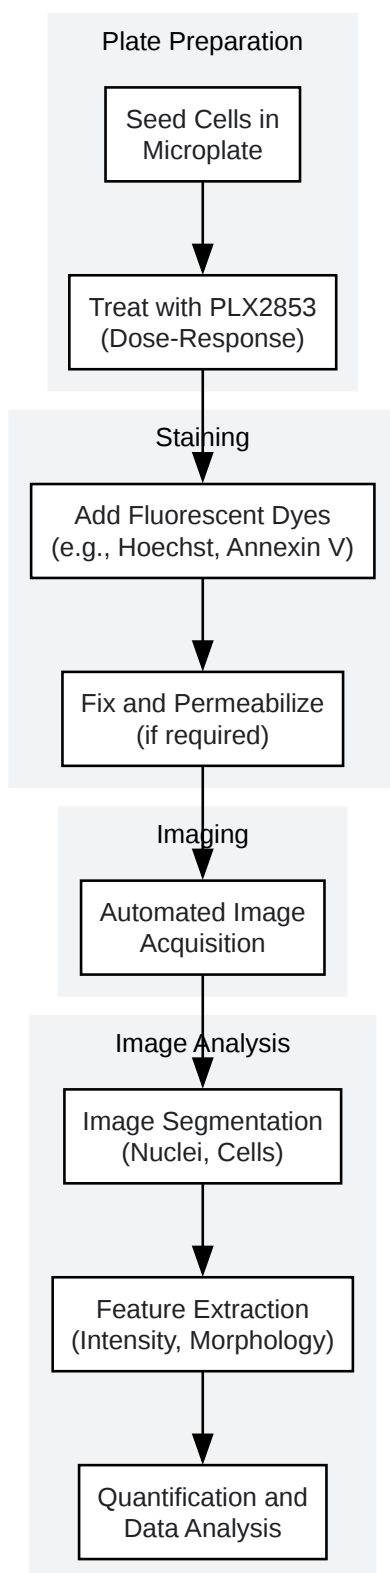 Plate Preparation
Seed Cells in
Microplate
Treat with PLX2853
(Dose-Response)
Staining
Add Fluorescent Dyes
(e.g., Hoechst, Annexin V)
Fix and Permeabilize
(if required)
Imaging
Automated Image
Acquisition
Image Analysis
Image Segmentation
(Nuclei, Cells)
Feature Extraction
(Intensity, Morphology)
Quantification and
Data Analysis